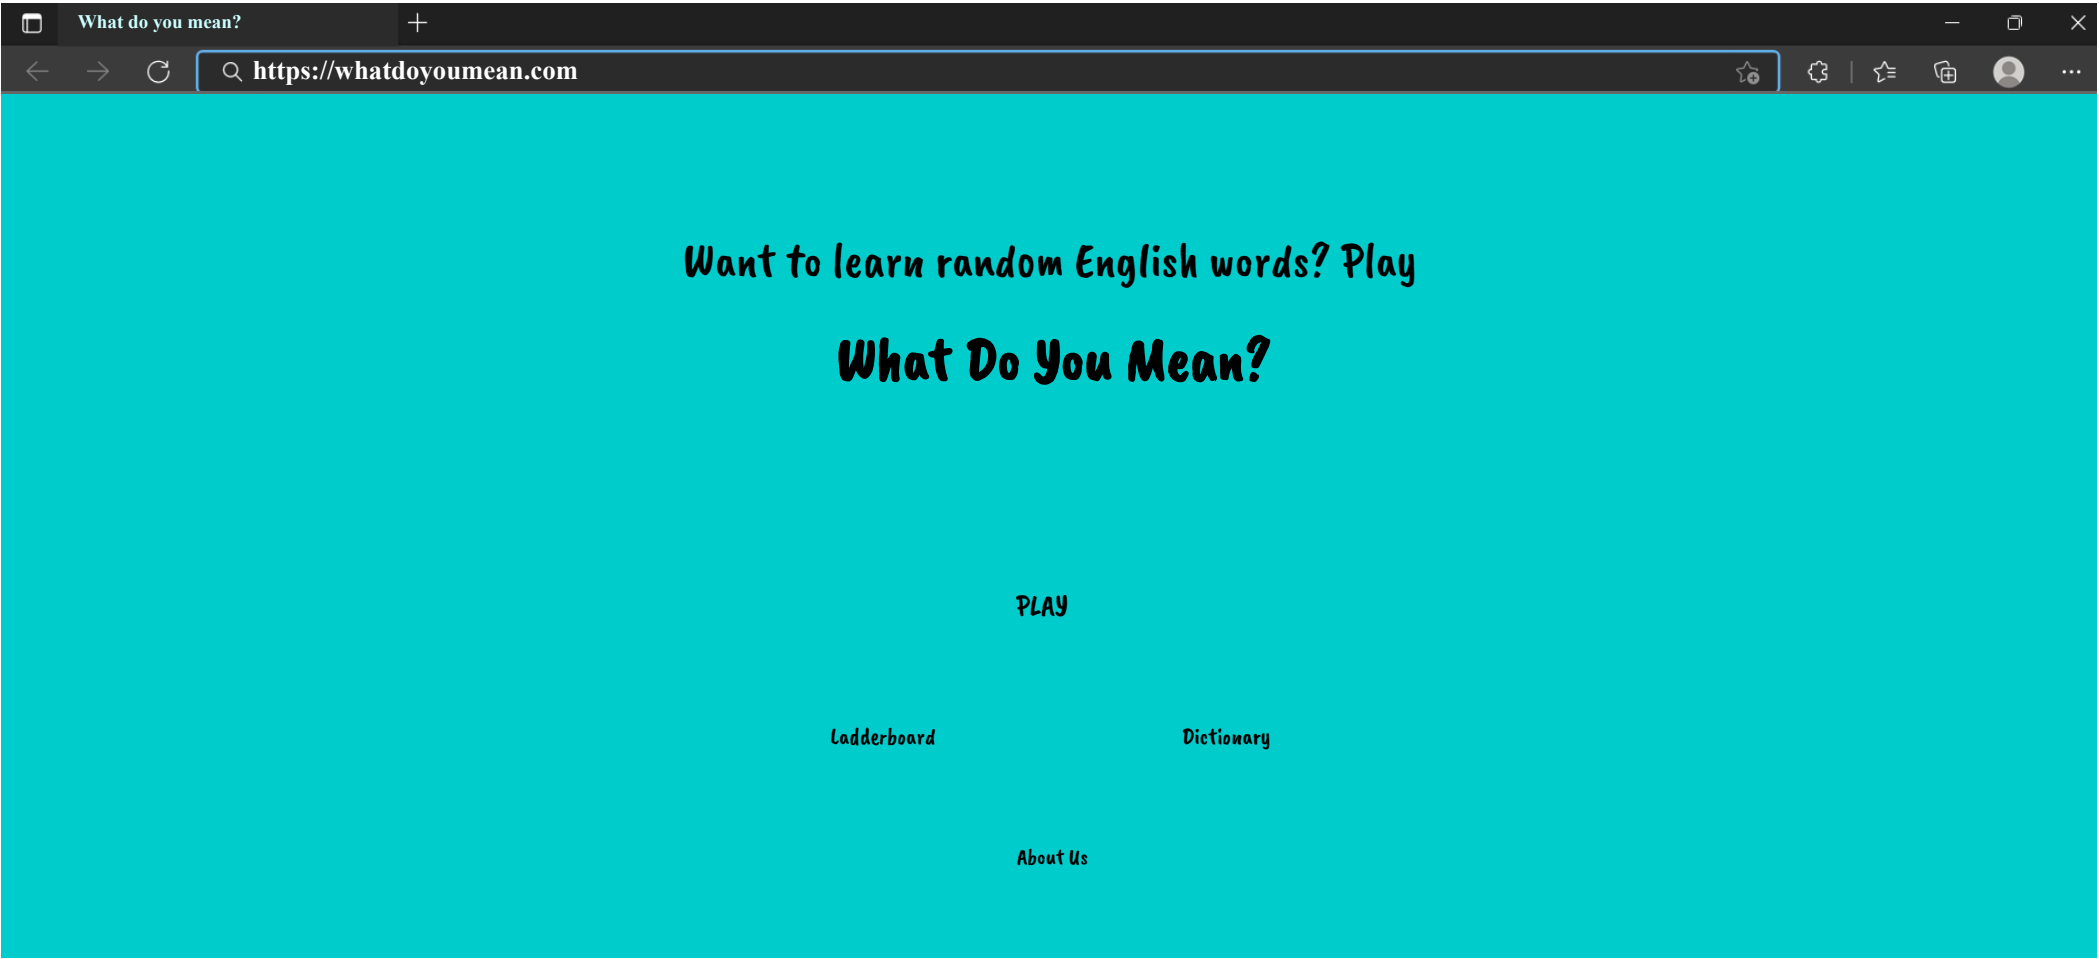 What do you mean?
https://whatdoyoumean.com
Want to learn random English words? Play
What Do You Mean?
PLAY
Ladderboard Dictionary
About Us